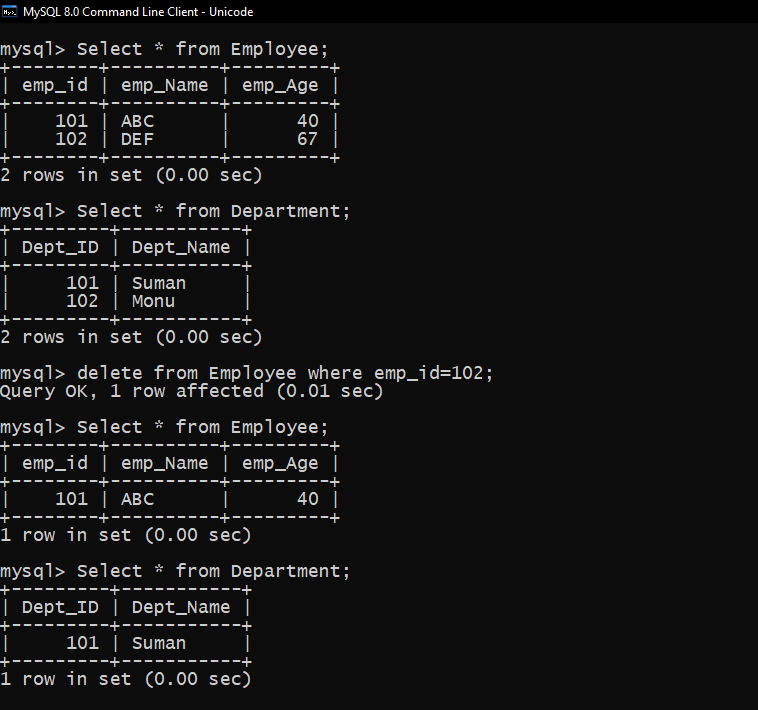 MySQL 8.0 Command Line Client - Unicode
mysql> Select * from Employee;
+--------+----------+---------+
| emp_id | emp_Name | emp_Age |
+--------+----------+---------+
|    101 | ABC      |      40 |
|    102 | DEF      |      67 |
+--------+----------+---------+
2 rows in set (0.00 sec)
mysql> Select * from Department;
+---------+-----------+
| Dept_ID | Dept_Name |
+---------+-----------+
|     101 | Suman     |
|     102 | Monu      |
+---------+-----------+
2 rows in set (0.00 sec)
mysql> delete from Employee where emp_id=102;
Query OK, 1 row affected (0.01 sec)
mysql> Select * from Employee;
+--------+----------+---------+
| emp_id | emp_Name | emp_Age |
+--------+----------+---------+
|    101 | ABC      |      40 |
+--------+----------+---------+
1 row in set (0.00 sec)
mysql> Select * from Department;
+---------+-----------+
| Dept_ID | Dept_Name |
+---------+-----------+
|     101 | Suman     |
+---------+-----------+
1 row in set (0.00 sec)